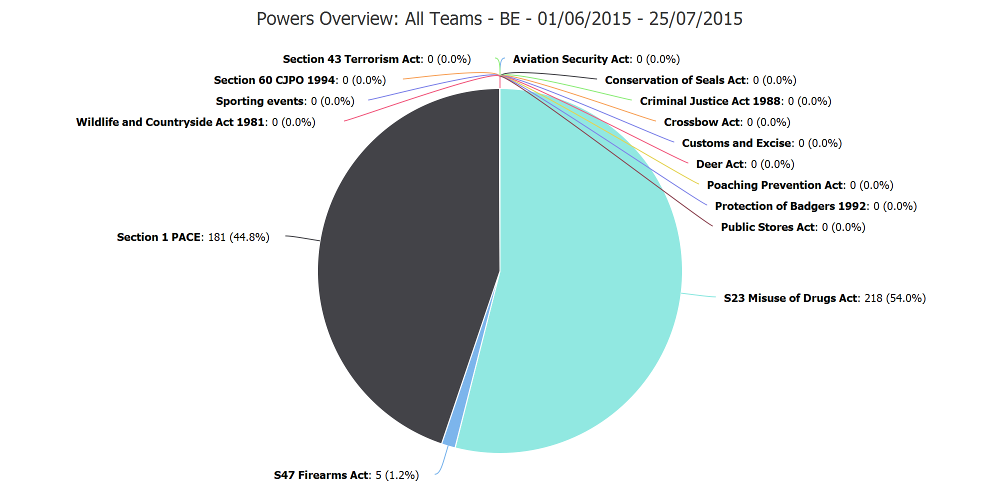 Powers Overview: All Teams - BE - 01/06/2015 - 25/07/2015
Section 43 Terrorism Act: 0 (0.0%)
Aviation Security Act: 0 (0.0%)
Section 60 CJPO 1994: 0 (0.0%)
Conservation of Seals Act: 0 (0.0%)
Sporting events: 0 (0.0%)
Criminal Justice Act 1988: 0 (0.0%)
Wildlife and Countryside Act 1981: 0 (0.0%)
Crossbow Act: 0 (0.0%)
Customs and Excise: 0 (0.0%)
Deer Act: 0 (0.0%)
Poaching Prevention Act: 0 (0.0%)
Protection of Badgers 1992: 0 (0.0%)
Public Stores Act: 0 (0.0%)
Section 1 PACE: 181 (44.8%)
S23 Misuse of Drugs Act: 218 (54.0%)
S47 Firearms Act: 5 (1.2%)